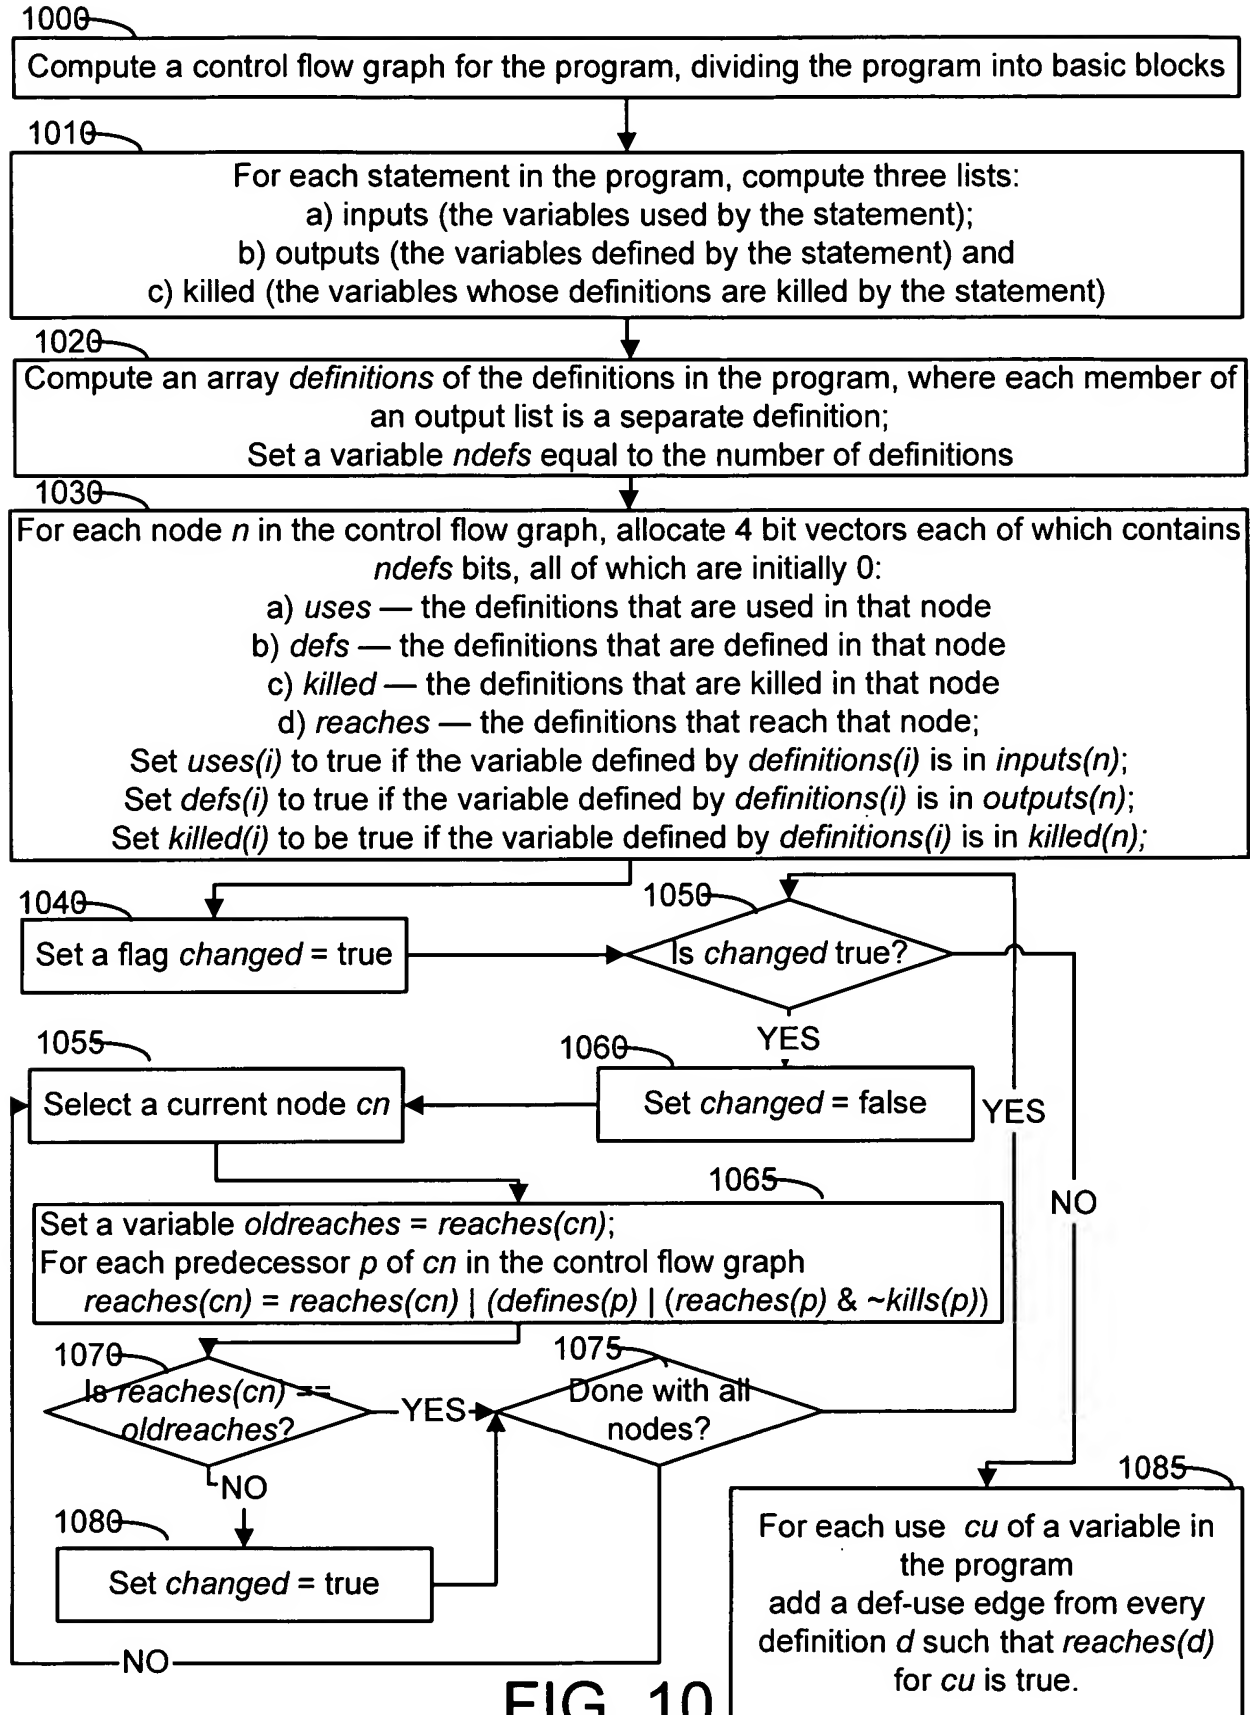 1000
Compute a control flow graph for the program, dividing the program into basic blocks
1010
For each statement in the program, compute three lists:
a) inputs (the variables used by the statement);
b) outputs (the variables defined by the statement) and
c) killed (the variables whose definitions are killed by the statement)
1020
Compute an array definitions of the definitions in the program, where each member of
an output list is a separate definition;
Set a variable ndefs equal to the number of definitions
1030
For each node n in the control flow graph, allocate 4 bit vectors each of which contains
ndefs bits, all of which are initially 0:
a) uses — the definitions that are used in that node
b) defs — the definitions that are defined in that node
c) killed — the definitions that are killed in that node
d) reaches — the definitions that reach that node;
Set uses(i) to true if the variable defined by definitions(i) is in inputs(n);
Set defs(i) to true if the variable defined by definitions(i) is in outputs(n);
Set killed(i) to be true if the variable defined by definitions(i) is in killed(n);
1040
Set a flag changed = true
1050
Is changed true?
YES
1055
Select a current node cn
1060
Set changed = false
YES
1065
NO
Set a variable oldreaches = reaches(cn);
For each predecessor p of cn in the control flow graph
reaches(cn) = reaches(cn) | (defines(p) | (reaches(p) & ~kills(p))
1070
Is reaches(cn) ==
oldreaches?
YES
1075
Done with all
nodes?
NO
1080
Set changed = true
NO
1085
For each use cu of a variable in
the program
add a def-use edge from every
definition d such that reaches(d)
for cu is true.
FIG. 10